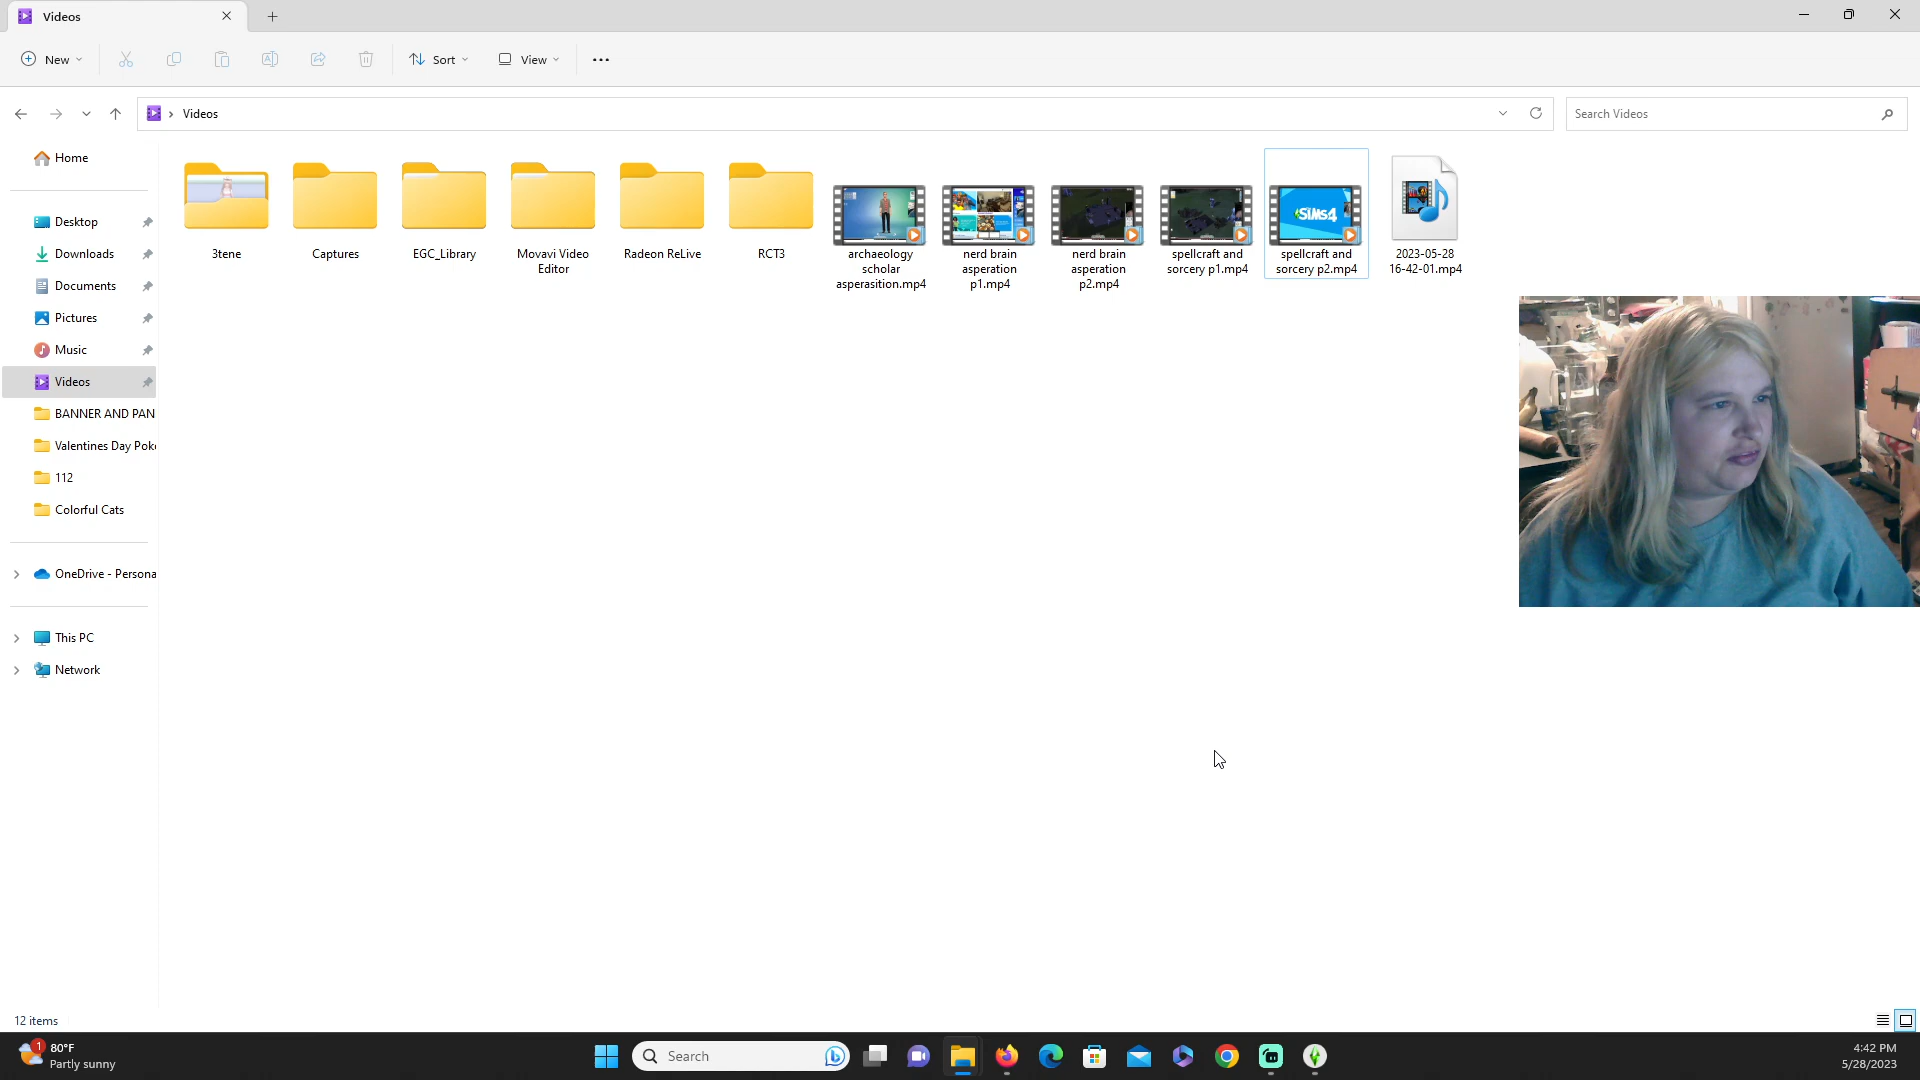 Videos
New
Sort
View
Videos
Search Videos
Home
Desktop
Downloads
Documents
Pictures
Music
Videos
BANNER AND PAN
Valentines Day Pok
112
Colorful Cats
OneDrive - Persona
This PC
Network
3tene
Captures
EGC_Library
Movavi Video
Editor
Radeon ReLive
RCT3
archaeology
scholar
asperasition.mp4
nerd brain
asperation
p1.mp4
nerd brain
asperation
p2.mp4
spellcraft and
sorcery p1.mp4
SIMS4
spellcraft and
sorcery p2.mp4
2023-05-28
16-42-01.mp4
12 items
1
80°F
Partly sunny
Search
4:42 PM
5/28/2023